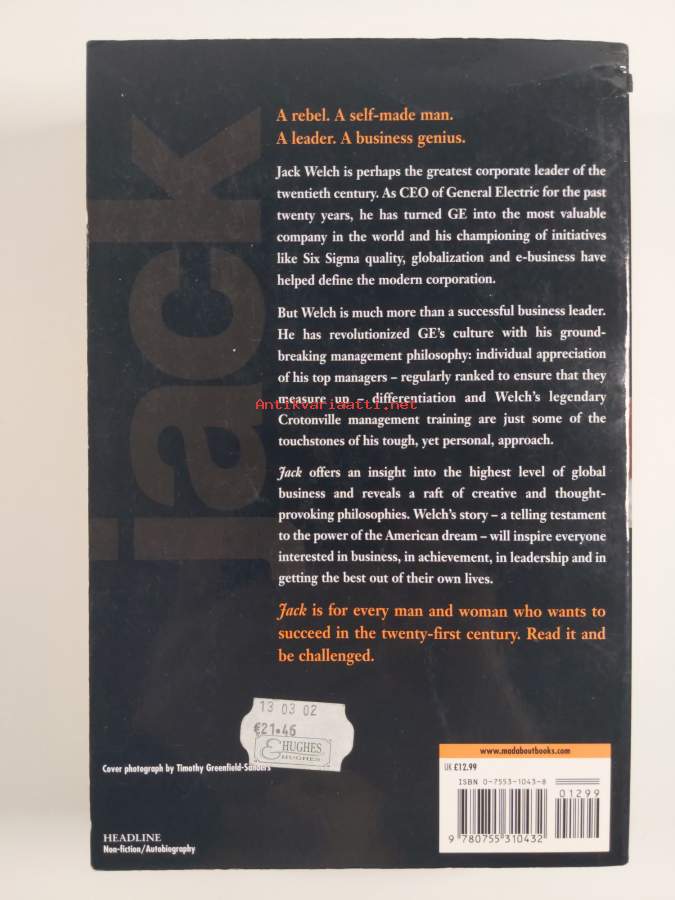 jack
A rebel. A self-made man.
A leader. A business genius.
Jack Welch is perhaps the greatest corporate leader of the
twentieth century. As CEO of General Electric for the past
twenty years, he has turned GE into the most valuable
company in the world and his championing of initiatives
like Six Sigma quality, globalization and e-business have
helped define the modern corporation.
But Welch is much more than a successful business leader.
He has revolutionized GE's culture with his ground-
breaking management philosophy: individual appreciation
of his top managers – regularly ranked to ensure that they
measure up – differentiation and Welch's legendary
Antikvariaatti.net
Crotonville management training are just some of the
touchstones of his tough, yet personal, approach.
Jack offers an insight into the highest level of global
business and reveals a raft of creative and thought-
provoking philosophies. Welch's story – a telling testament
to the power of the American dream – will inspire everyone
interested in business, in achievement, in leadership and in
getting the best out of their own lives.
Jack is for every man and woman who wants to
succeed in the twenty-first century. Read it and
be challenged.
13 03 02
€21.46
HUGHES
& HUGHES
Cover photograph by Timothy Greenfield-Sanders
HEADLINE
Non-fiction/Autobiography
www.madaboutbooks.com
UK £12.99
ISBN 0-7553-1043-8
01299
9 780755 310432